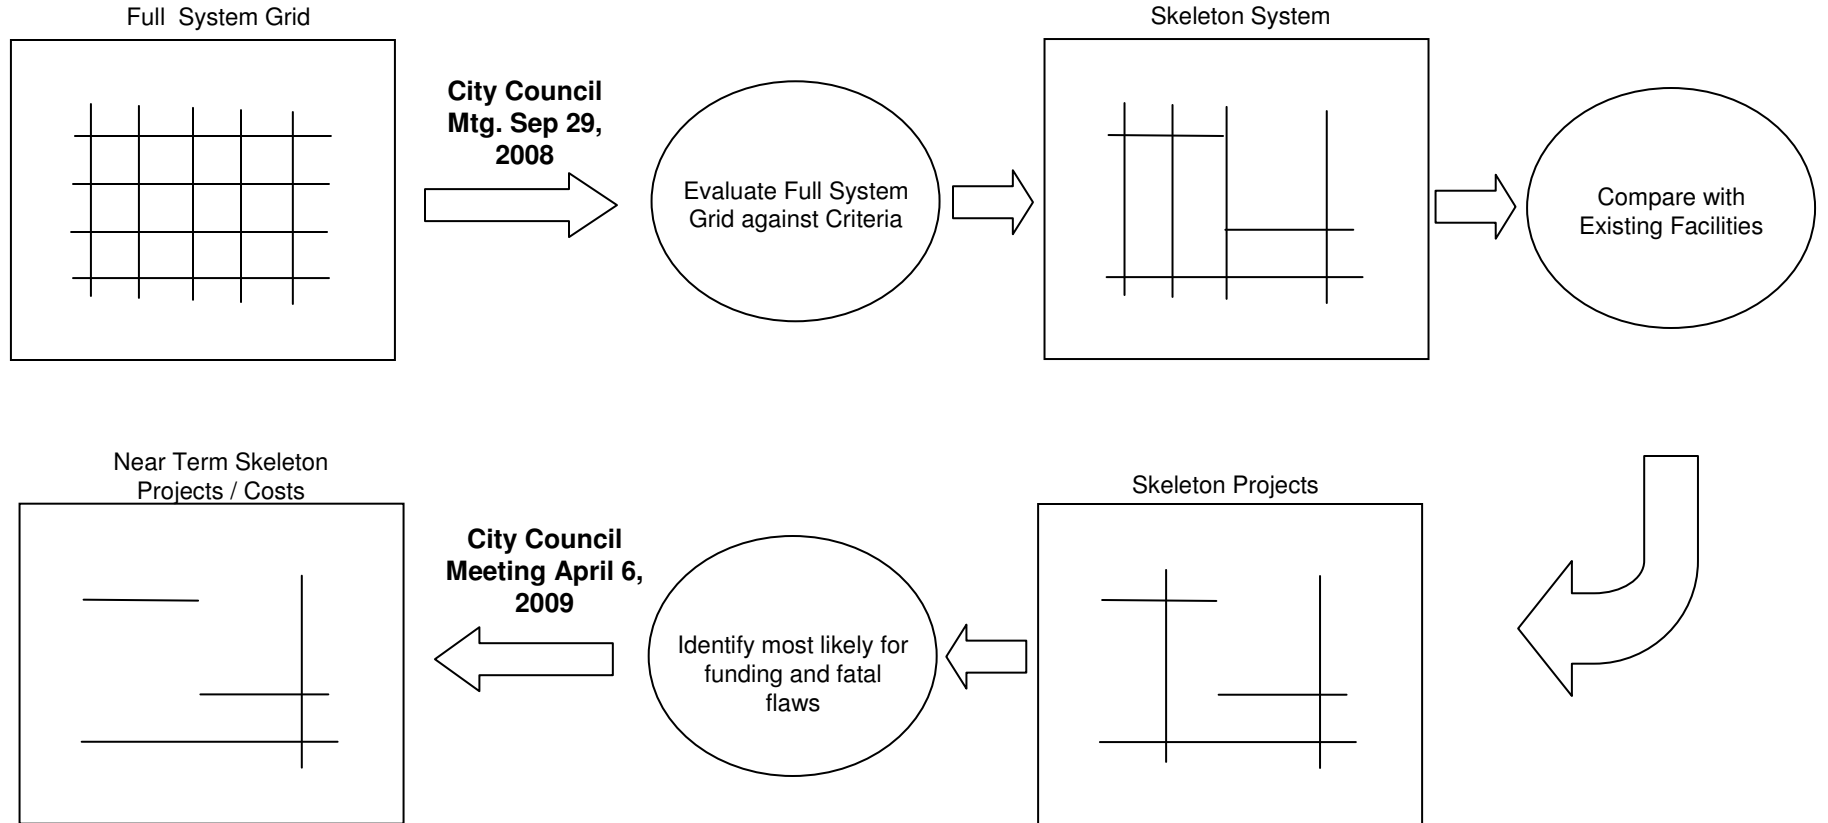 Full System Grid
City Council
Mtg. Sep 29,
2008
Evaluate Full System
Grid against Criteria
Skeleton System
Compare with
Existing Facilities
Skeleton Projects
Identify most likely for
funding and fatal
flaws
City Council
Meeting April 6,
2009
Near Term Skeleton
Projects / Costs